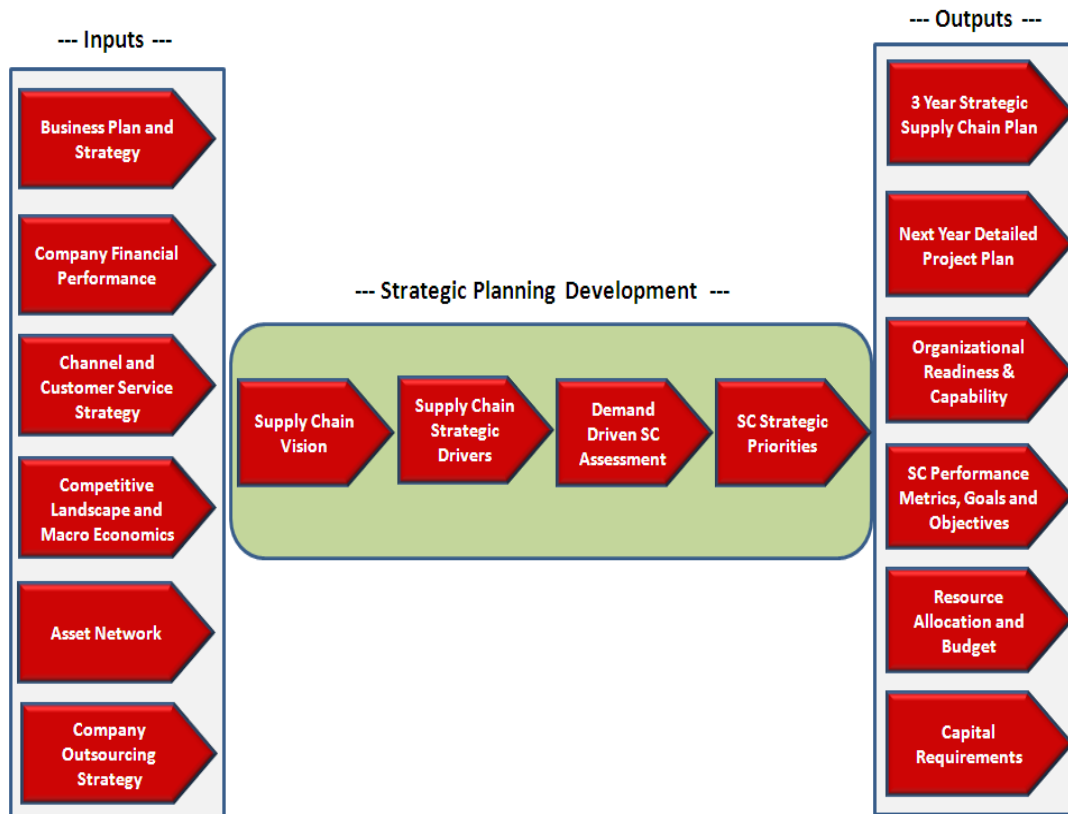 --- Inputs ---
Business Plan and
Strategy
Company Financial
Performance
Channel and
Customer Service
Strategy
Competitive
Landscape and
Macro Economics
Asset Network
Company
Outsourcing
Strategy
--- Strategic Planning Development ---
Supply Chain
Vision
Supply Chain
Strategic
Drivers
Demand
Driven SC
Assessment
SC Strategic
Priorities
--- Outputs ---
3 Year Strategic
Supply Chain Plan
Next Year Detailed
Project Plan
Organizational
Readiness &
Capability
SC Performance
Metrics, Goals and
Objectives
Resource
Allocation and
Budget
Capital
Requirements